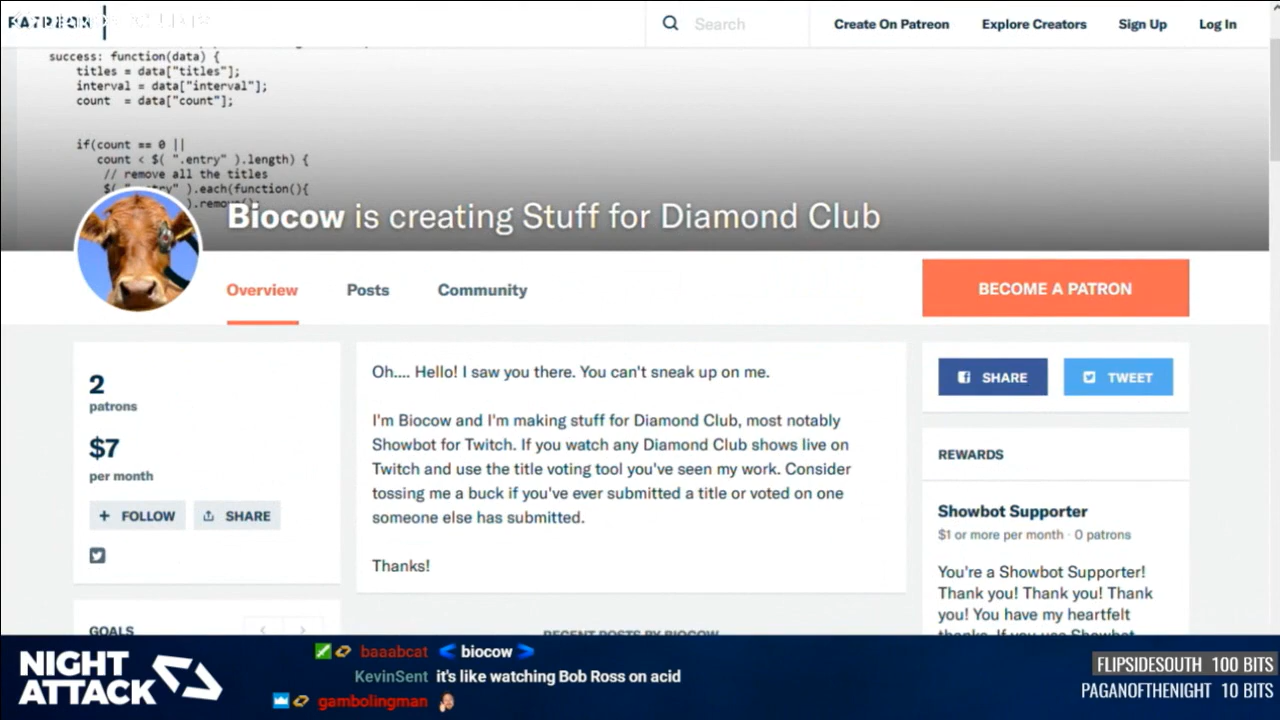 PATREON
Search
Create On Patreon
Explore Creators
Sign Up
Log In
success: function(data) {
titles = data["titles"];
interval = data["interval"];
count = data["count"];
if(count == 0 ||
count < $( ".entry" ).length) {
// remove all the titles
$( ".entry" ).each(function(){
Biocow is creating Stuff for Diamond Club
Overview
Posts
Community
BECOME A PATRON
2
patrons
$7
per month
+ FOLLOW
SHARE
GOALS
Oh.... Hello! I saw you there. You can't sneak up on me.
I'm Biocow and I'm making stuff for Diamond Club, most notably
Showbot for Twitch. If you watch any Diamond Club shows live on
Twitch and use the title voting tool you've seen my work. Consider
tossing me a buck if you've ever submitted a title or voted on one
someone else has submitted.
Thanks!
RECENT POSTS BY BIOCOW
SHARE
TWEET
REWARDS
Showbot Supporter
$1 or more per month · 0 patrons
You're a Showbot Supporter!
Thank you! Thank you! Thank
you! You have my heartfelt
thanks. If you use Showbot
NIGHT
ATTACK
baaabcat < biocow >
KevinSent it's like watching Bob Ross on acid
gambolingman
FLIPSIDESOUTH 100 BITS
PAGANOFTHENIGHT 10 BITS